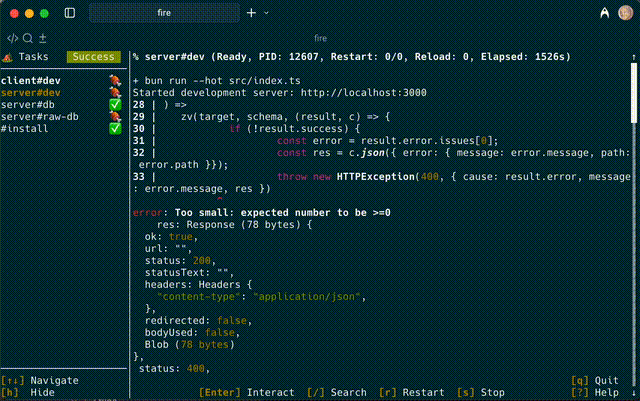 fire
fire
Tasks Success
client#dev
server#dev
server#db
server#raw-db
#install
% server#dev (Ready, PID: 12607, Restart: 0/0, Reload: 0, Elapsed: 1526s)
+ bun run --hot src/index.ts
Started development server: http://localhost:3000
28 | ) =>
29 | zv(target, schema, (result, c) => {
30 | if (!result.success) {
31 | const error = result.error.issues[0];
32 | const res = c.json({ error: { message: error.message, path:
error.path }});
33 | throw new HTTPException(400, { cause: result.error, message
: error.message, res })
^
error: Too small: expected number to be >=0
res: Response (78 bytes) {
ok: true,
url: "",
status: 200,
statusText: "",
headers: Headers {
"content-type": "application/json",
},
redirected: false,
bodyUsed: false,
Blob (78 bytes)
},
status: 400,
[↑↓] Navigate
[h] Hide
[Enter] Interact [/] Search [r] Restart [s] Stop
[q] Quit
[?] Help